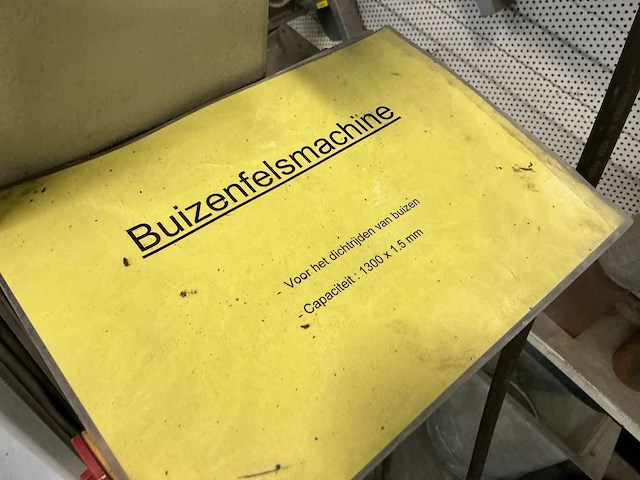 Buizenfelsmachine
- Voor het dichtrijden van buizen
- Capaciteit : 1300 x 1.5 mm